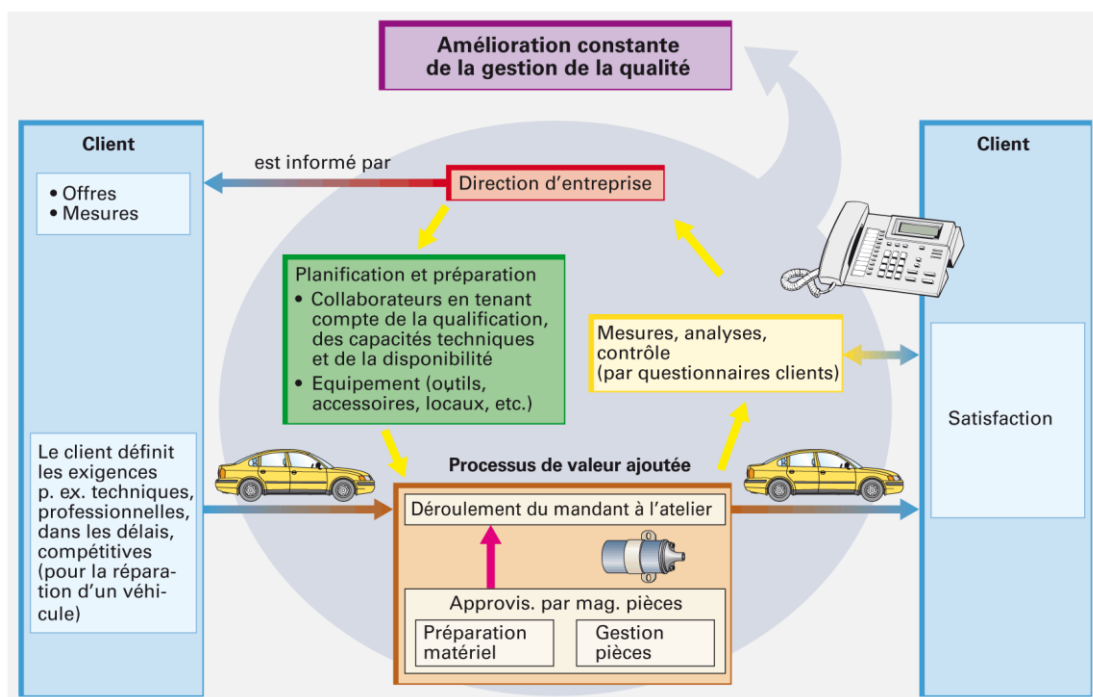 Amélioration constante
de la gestion de la qualité
Client
• Offres
• Mesures
est informé par
Direction d'entreprise
Client
Planification et préparation
• Collaborateurs en tenant
compte de la qualification,
des capacités techniques
et de la disponibilité
• Equipement (outils,
accessoires, locaux, etc.)
Mesures, analyses,
contrôle
(par questionnaires clients)
Satisfaction
Le client définit
les exigences
p. ex. techniques,
professionnelles,
dans les délais,
compétitives
(pour la répara-
tion d'un véhi-
cule)
Processus de valeur ajoutée
Déroulement du mandant à l'atelier
Approvis. par mag. pièces
Préparation
matériel
Gestion
pièces